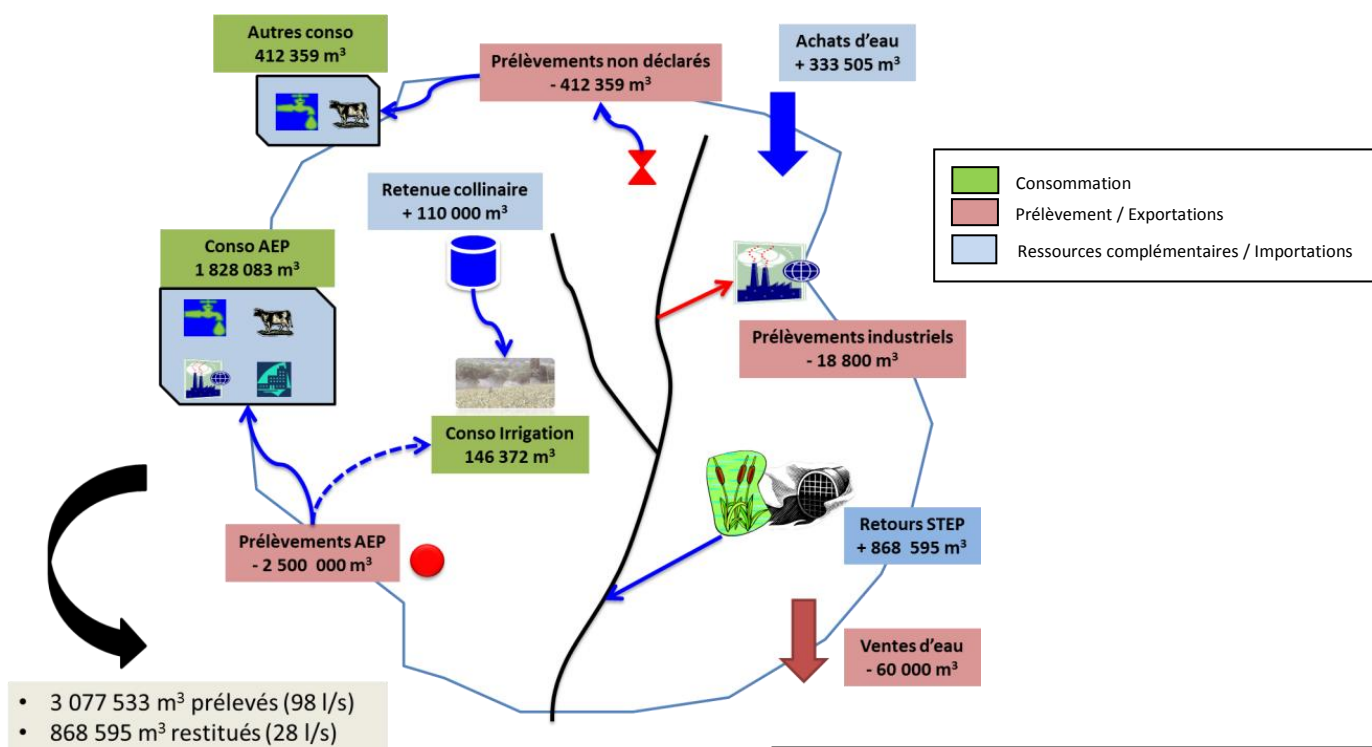 Autres conso
412 359 m³
Prélèvements non déclarés
- 412 359 m³
Achats d'eau
+ 333 505 m³
Consommation
Prélèvement / Exportations
Ressources complémentaires / Importations
Retenue collinaire
+ 110 000 m³
Conso AEP
1 828 083 m³
Prélèvements industriels
- 18 800 m³
Conso Irrigation
146 372 m³
Prélèvements AEP
- 2 500 000 m³
Retours STEP
+ 868 595 m³
Ventes d'eau
- 60 000 m³
• 3 077 533 m³ prélevés (98 l/s)
• 868 595 m³ restitués (28 l/s)